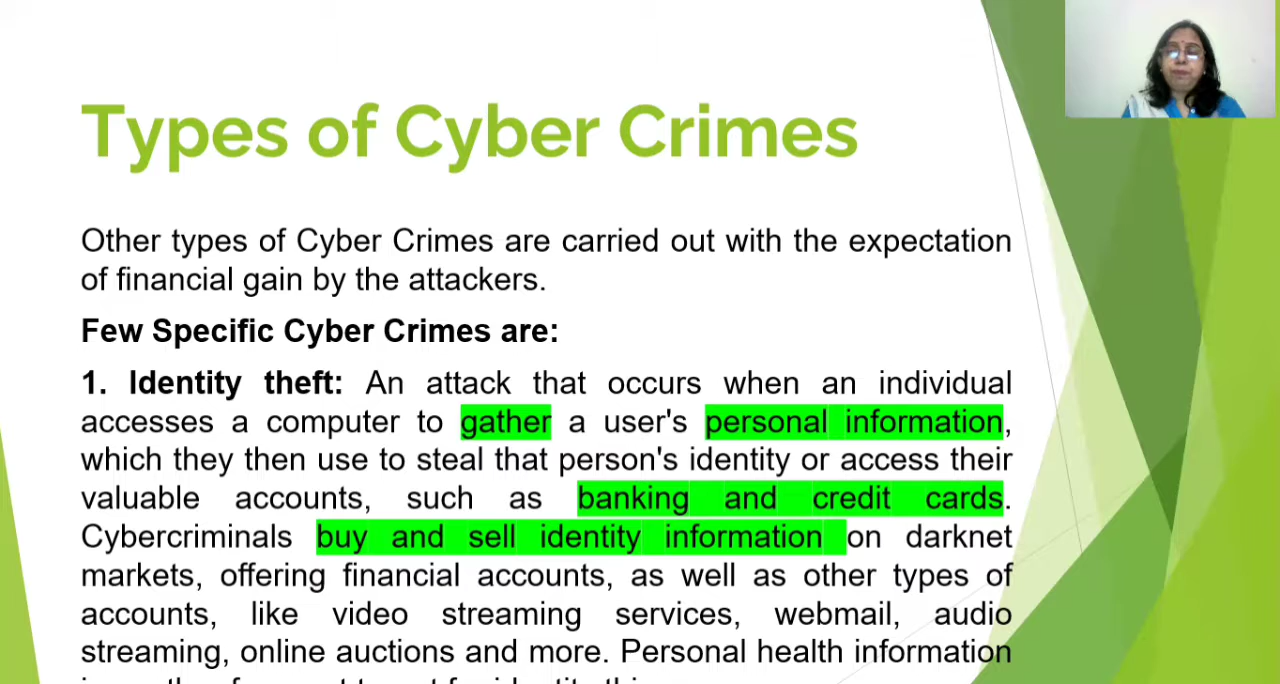 Types of Cyber Crimes
Other types of Cyber Crimes are carried out with the expectation
of financial gain by the attackers.
Few Specific Cyber Crimes are:
1. Identity theft: An attack that occurs when an individual
accesses a computer to gather a user's personal information,
which they then use to steal that person's identity or access their
valuable accounts, such as banking and credit cards.
Cybercriminals buy and sell identity information on darknet
markets, offering financial accounts, as well as other types of
accounts, like video streaming services, webmail, audio
streaming, online auctions and more. Personal health information